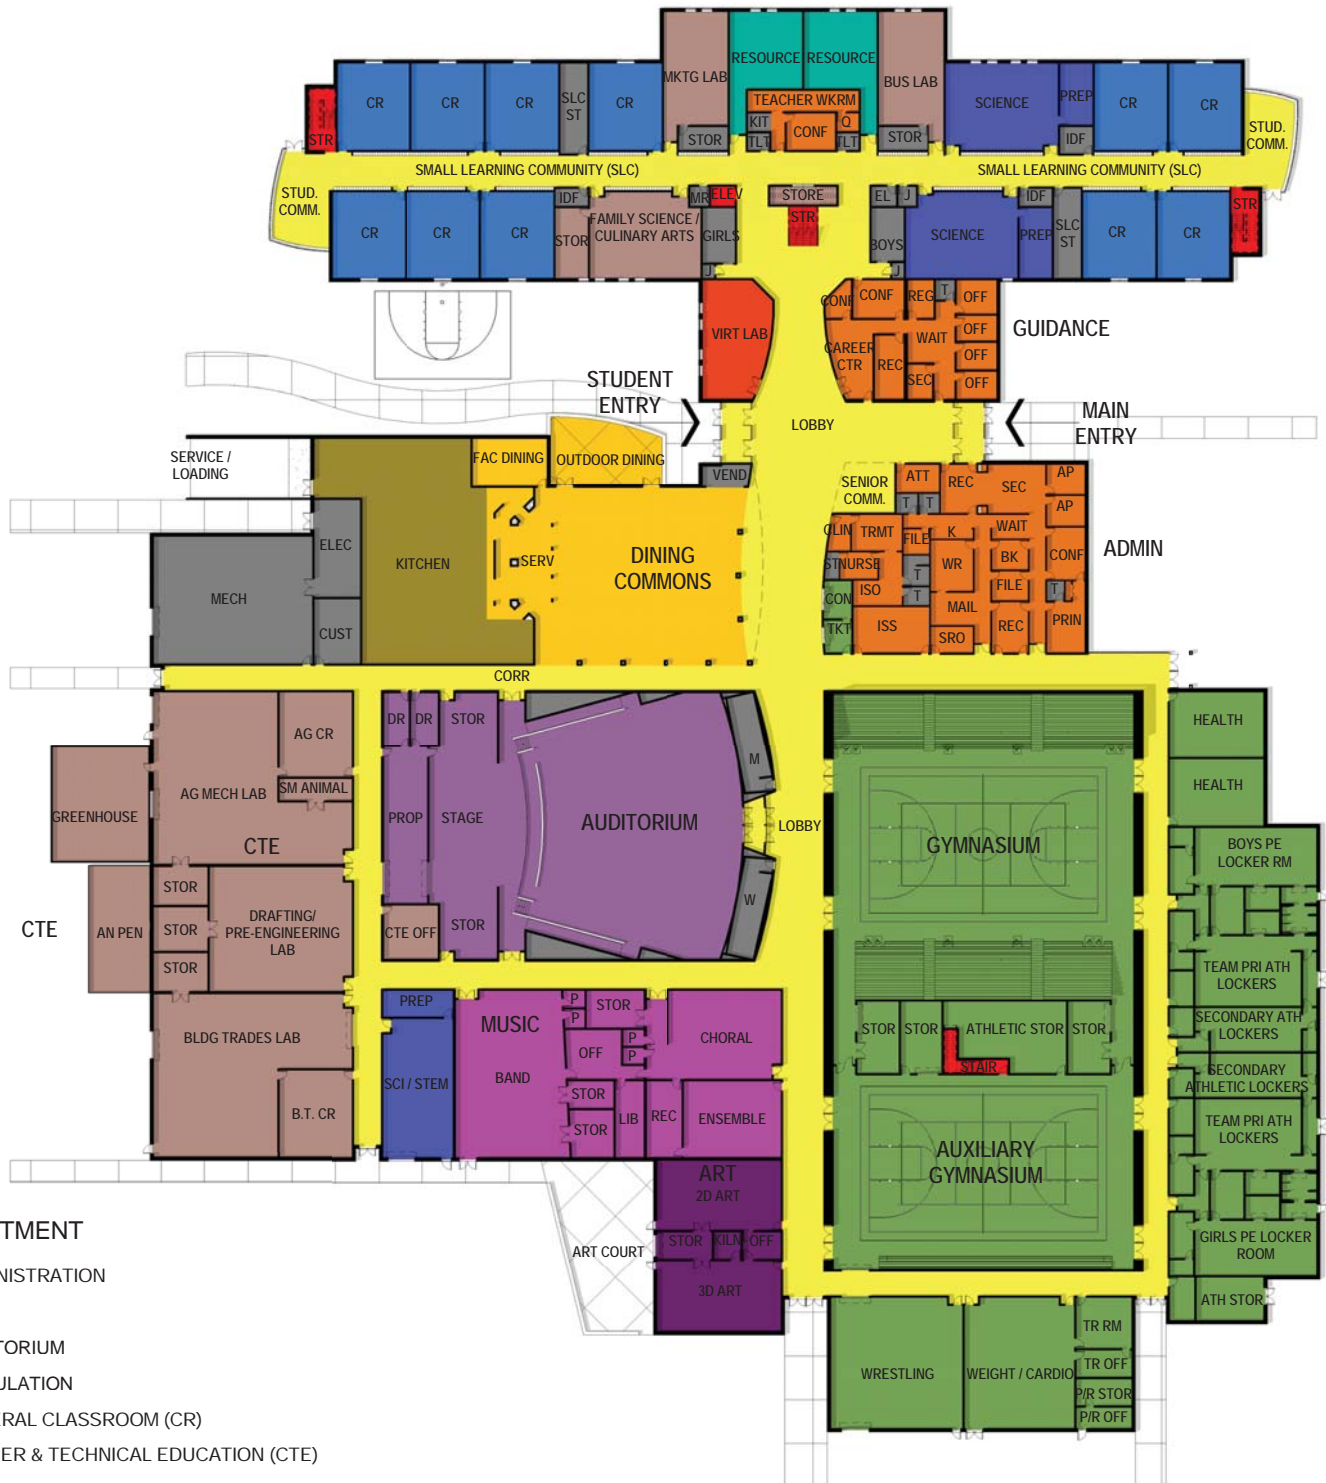 MKTG LAB
RESOURCE
RESOURCE
BUS LAB
TEACHER WKRM
KIT
CONF
Q
TLT
TLT
STOR
STOR
CR
CR
CR
SLC
ST
CR
SCIENCE
PREP
IDF
CR
CR
STR
STUD.
COMM.
SMALL LEARNING COMMUNITY (SLC)
SMALL LEARNING COMMUNITY (SLC)
STUD.
COMM.
CR
CR
CR
IDF
STOR
FAMILY SCIENCE /
CULINARY ARTS
MR
ELEV
GIRLS
J
STORE
STR
EL
J
BOYS
J
SCIENCE
IDF
PREP
SLC
ST
CR
CR
STR
VIRT LAB
CONF
CONF
REG
T
OFF
OFF
OFF
OFF
WAIT
CAREER
CTR
REC
SEC
GUIDANCE
STUDENT
ENTRY
LOBBY
MAIN
ENTRY
SERVICE /
LOADING
FAC DINING
OUTDOOR DINING
VEND
SENIOR
COMM.
ATT
T
T
REC
SEC
AP
AP
ELEC
KITCHEN
SERV
DINING
COMMONS
CLIN
TRMT
FILE
K
WAIT
BK
CONF
ADMIN
MECH
CUST
ST
NURSE
ISO
T
T
WR
FILE
T
CON
TKT
ISS
MAIL
SRO
REC
PRIN
CORR
AG CR
SM ANIMAL
AG MECH LAB
GREENHOUSE
CTE
DR
DR
STOR
PROP
STAGE
AUDITORIUM
M
LOBBY
W
STOR
CTE OFF
GYMNASIUM
HEALTH
HEALTH
BOYS PE
LOCKER RM
CTE
AN PEN
STOR
STOR
STOR
DRAFTING/
PRE-ENGINEERING
LAB
TEAM PRI ATH
LOCKERS
SECONDARY ATH
LOCKERS
SECONDARY
ATHLETIC LOCKERS
TEAM PRI ATH
LOCKERS
GIRLS PE LOCKER
ROOM
ATH STOR
BLDG TRADES LAB
B.T. CR
PREP
SCI / STEM
MUSIC
BAND
P
P
STOR
OFF
P
P
CHORAL
STOR
STOR
LIB
REC
ENSEMBLE
STOR
STOR
ATHLETIC STOR
STOR
STAIR
AUXILIARY
GYMNASIUM
ART
2D ART
STOR
KILN
OFF
3D ART
ART COURT
WRESTLING
WEIGHT / CARDIO
TR RM
TR OFF
P/R STOR
P/R OFF
TMENT
NISTRATION
TORIUM
ULATION
ERAL CLASSROOM (CR)
ER & TECHNICAL EDUCATION (CTE)